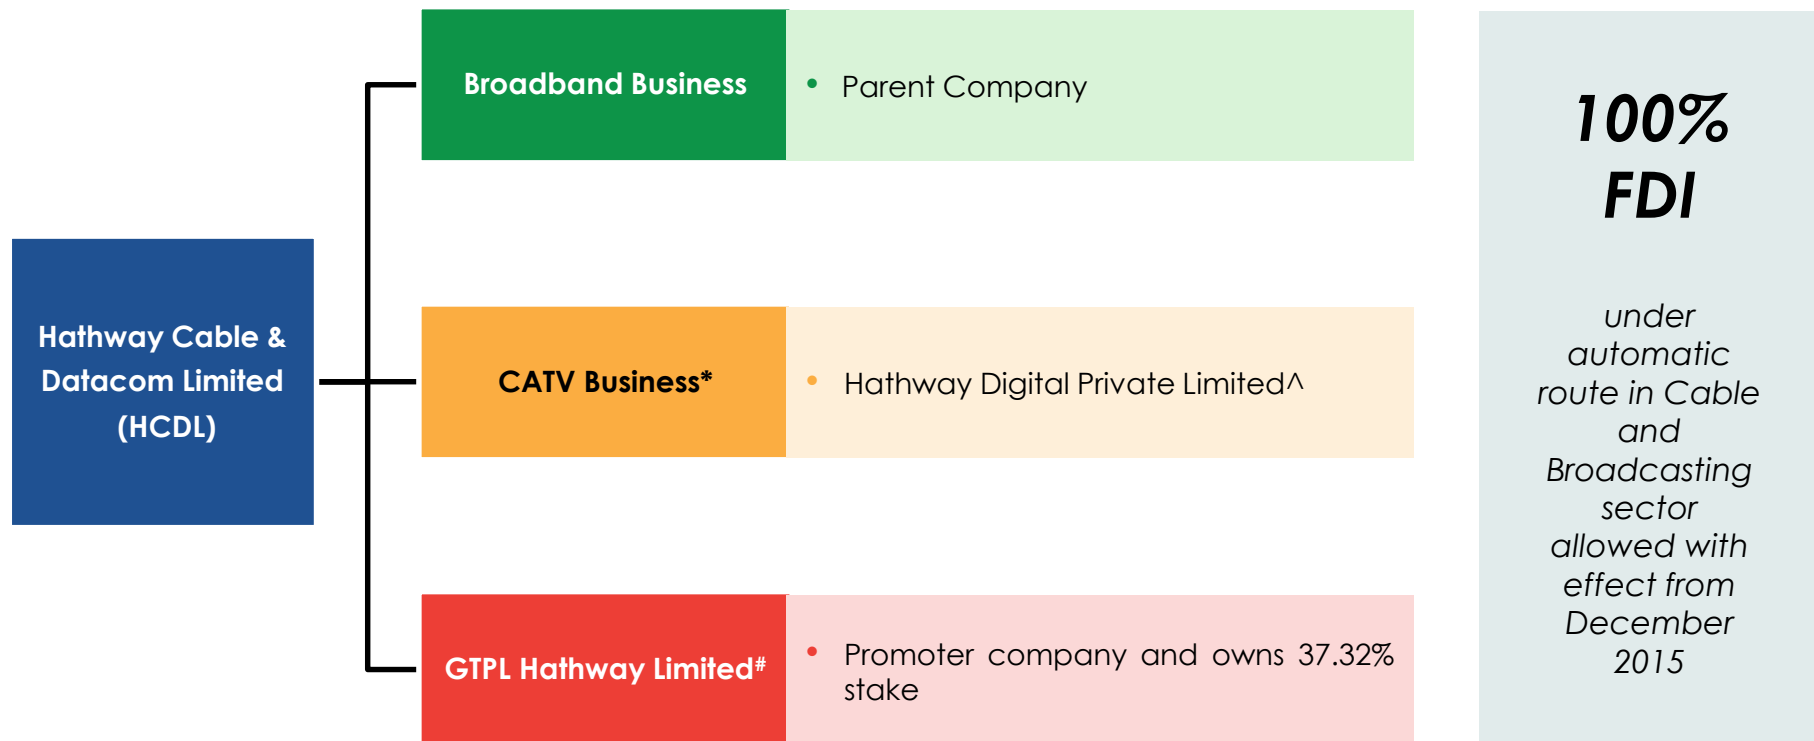 Hathway Cable &
Datacom Limited
(HCDL)
Broadband Business
• Parent Company
CATV Business*
• Hathway Digital Private Limited^
GTPL Hathway Limited#
• Promoter company and owns 37.32%
stake
100%
FDI
under
automatic
route in Cable
and
Broadcasting
sector
allowed with
effect from
December
2015